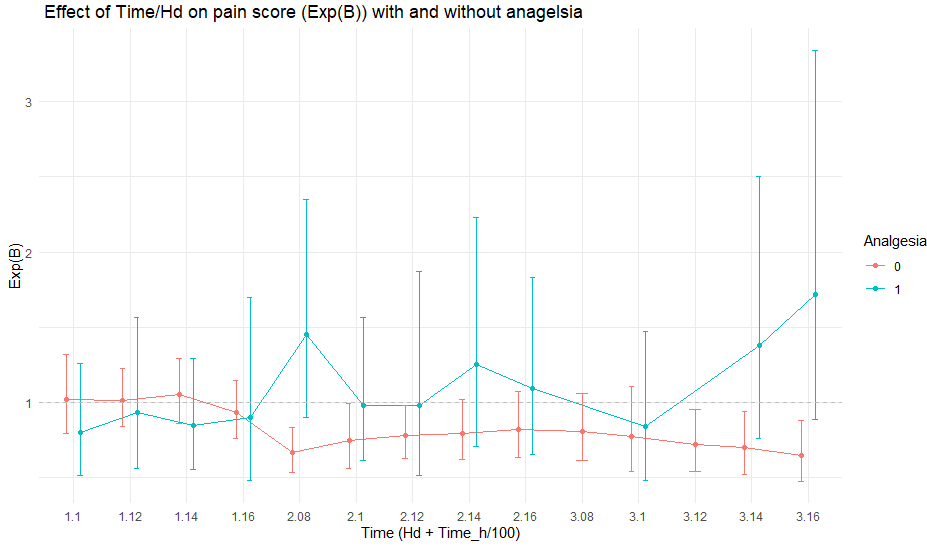 Effect of Time/Hd on pain score (Exp(B)) with and without anagelsia
3
2
1
Exp(B)
1.1 1.12 1.14 1.16 2.08 2.1 2.12 2.14 2.16 3.08 3.1 3.12 3.14 3.16
Time (Hd + Time_h/100)
Analgesia
0
1